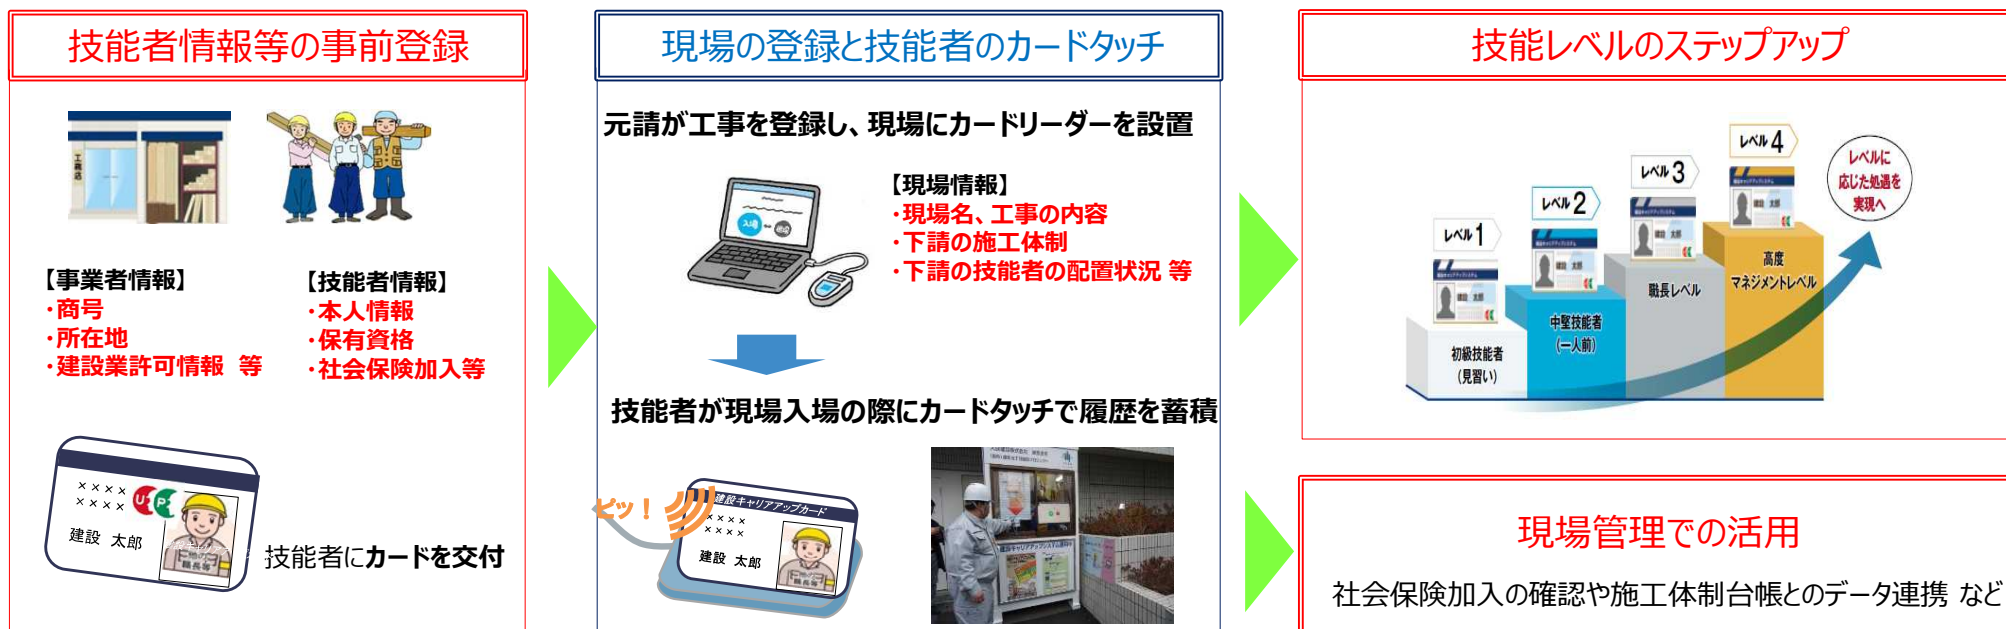 技能者情報等の事前登録
工務店
【事業者情報】
・商号
・所在地
・建設業許可情報 等
【技能者情報】
・本人情報
・保有資格
・社会保険加入等
××××
××××
建設 太郎
技能者にカードを交付
現場の登録と技能者のカードタッチ
元請が工事を登録し、現場にカードリーダーを設置
【現場情報】
・現場名、工事の内容
・下請の施工体制
・下請の技能者の配置状況 等
技能者が現場入場の際にカードタッチで履歴を蓄積
ピッ!
建設キャリアアップカード
××××
××××
建設 太郎
技能レベルのステップアップ
レベル1
初級技能者
(見習い)
レベル2
中堅技能者
(一人前)
レベル3
職長レベル
レベル4
高度
マネジメントレベル
レベルに
応じた処遇を
実現へ
現場管理での活用
社会保険加入の確認や施工体制台帳とのデータ連携 など